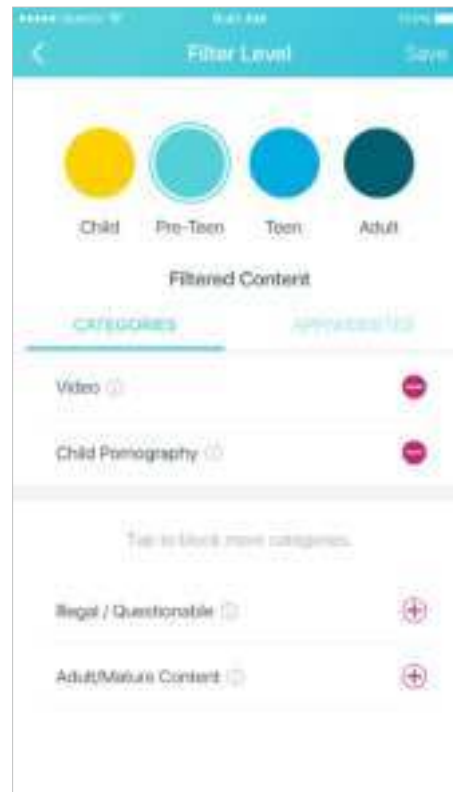 Filter Level Save
Child Pre-Teen Teen Adult
Filtered Content
CATEGORIES
Video
Child Pornography
Tap to block more categories.
Illegal / Questionable
Adult/Mature Content